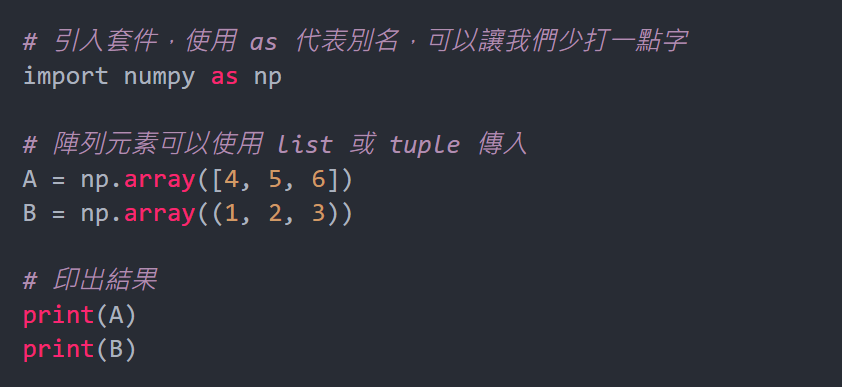 # 引入套件，使用 as 代表別名，可以讓我們少打一點字
import numpy as np
# 陣列元素可以使用 list 或 tuple 傳入
A = np.array([4, 5, 6])
B = np.array((1, 2, 3))
# 印出結果
print(A)
print(B)